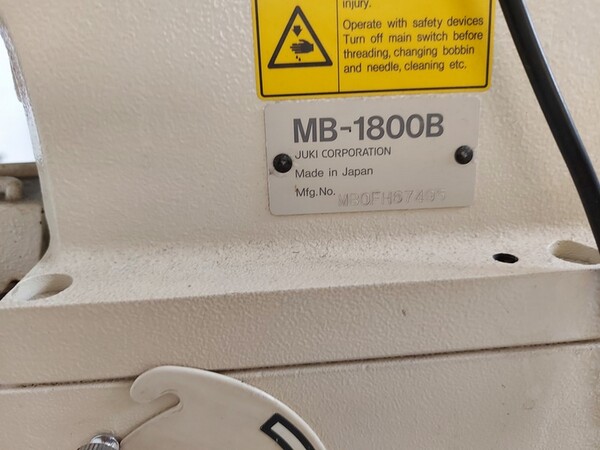 injury.
Operate with safety devices
Turn off main switch before
threading, changing bobbin
and needle, cleaning etc.
MB-1800B
JUKI CORPORATION
Made in Japan
Mfg.No.